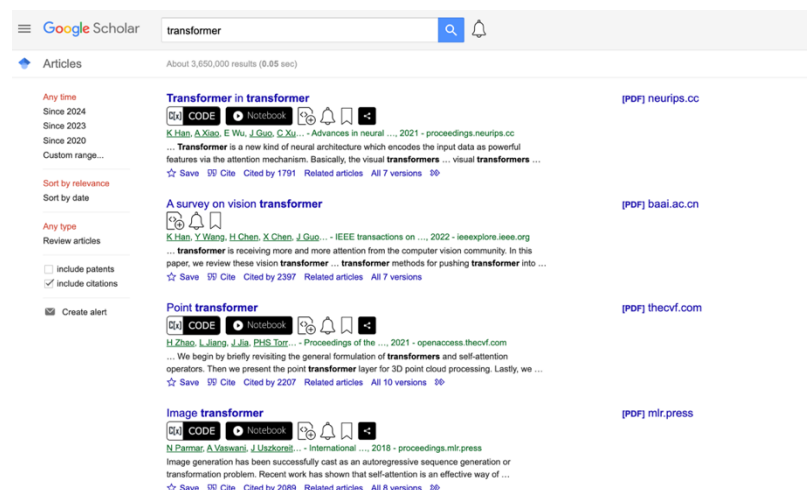 Google Scholar
transformer
Articles
About 3,650,000 results (0.05 sec)
Any time
Since 2024
Since 2023
Since 2020
Custom range...
Sort by relevance
Sort by date
Any type
Review articles
include patents
include citations
Create alert
Transformer in transformer
[PDF] neurips.cc
C[x] CODE Notebook
K Han, A Xiao, E Wu, J Guo, C Xu... - Advances in neural ..., 2021 - proceedings.neurips.cc
... Transformer is a new kind of neural architecture which encodes the input data as powerful
features via the attention mechanism. Basically, the visual transformers ... visual transformers ...
Save Cite Cited by 1791 Related articles All 7 versions
A survey on vision transformer
[PDF] baai.ac.cn
K Han, Y Wang, H Chen, X Chen, J Guo... - IEEE transactions on ..., 2022 - ieeexplore.ieee.org
... transformer is receiving more and more attention from the computer vision community. In this
paper, we review these vision transformer ... transformer methods for pushing transformer into ...
Save Cite Cited by 2397 Related articles All 7 versions
Point transformer
[PDF] thecvf.com
C[x] CODE Notebook
H Zhao, L Jiang, J Jia, PHS Torr... - Proceedings of the ..., 2021 - openaccess.thecvf.com
... We begin by briefly revisiting the general formulation of transformers and self-attention
operators. Then we present the point transformer layer for 3D point cloud processing. Lastly, we ...
Save Cite Cited by 2207 Related articles All 10 versions
Image transformer
[PDF] mlr.press
C[x] CODE Notebook
N Parmar, A Vaswani, J Uszkoreit... - International ..., 2018 - proceedings.mlr.press
Image generation has been successfully cast as an autoregressive sequence generation or
transformation problem. Recent work has shown that self-attention is an effective way of ...
Save Cite Cited by 2089 Related articles All 8 versions